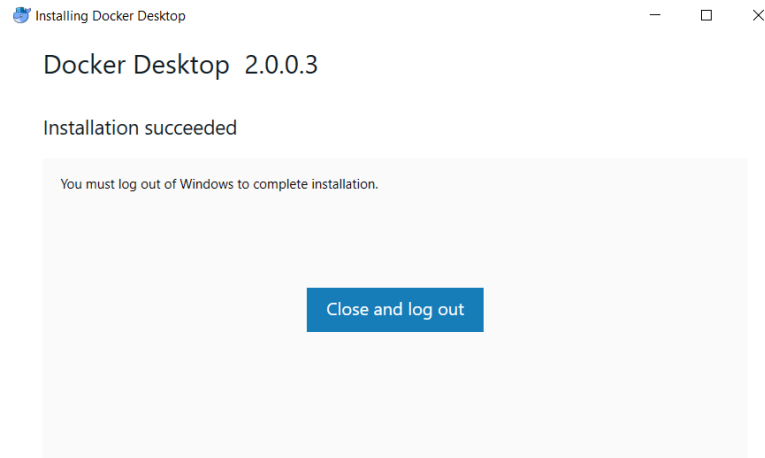 Installing Docker Desktop
Docker Desktop 2.0.0.3
Installation succeeded
You must log out of Windows to complete installation.
Close and log out